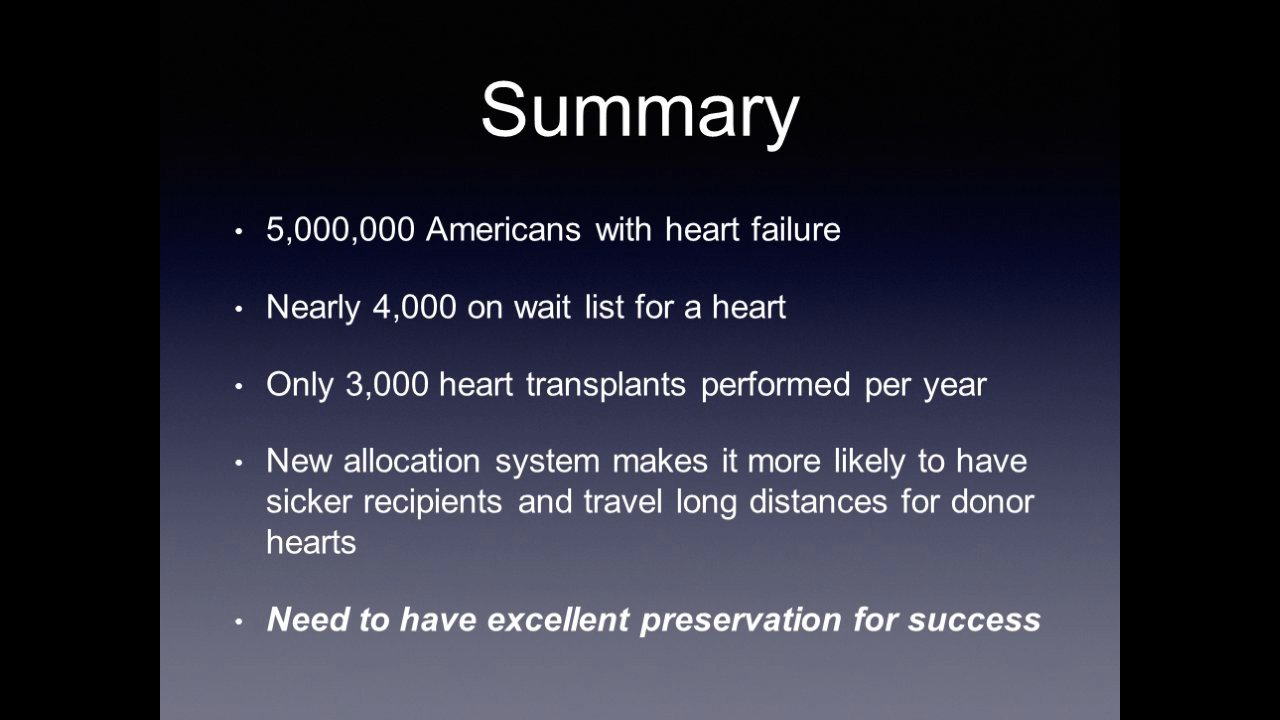 Summary
• 5,000,000 Americans with heart failure
• Nearly 4,000 on wait list for a heart
• Only 3,000 heart transplants performed per year
• New allocation system makes it more likely to have
sicker recipients and travel long distances for donor
hearts
• Need to have excellent preservation for success